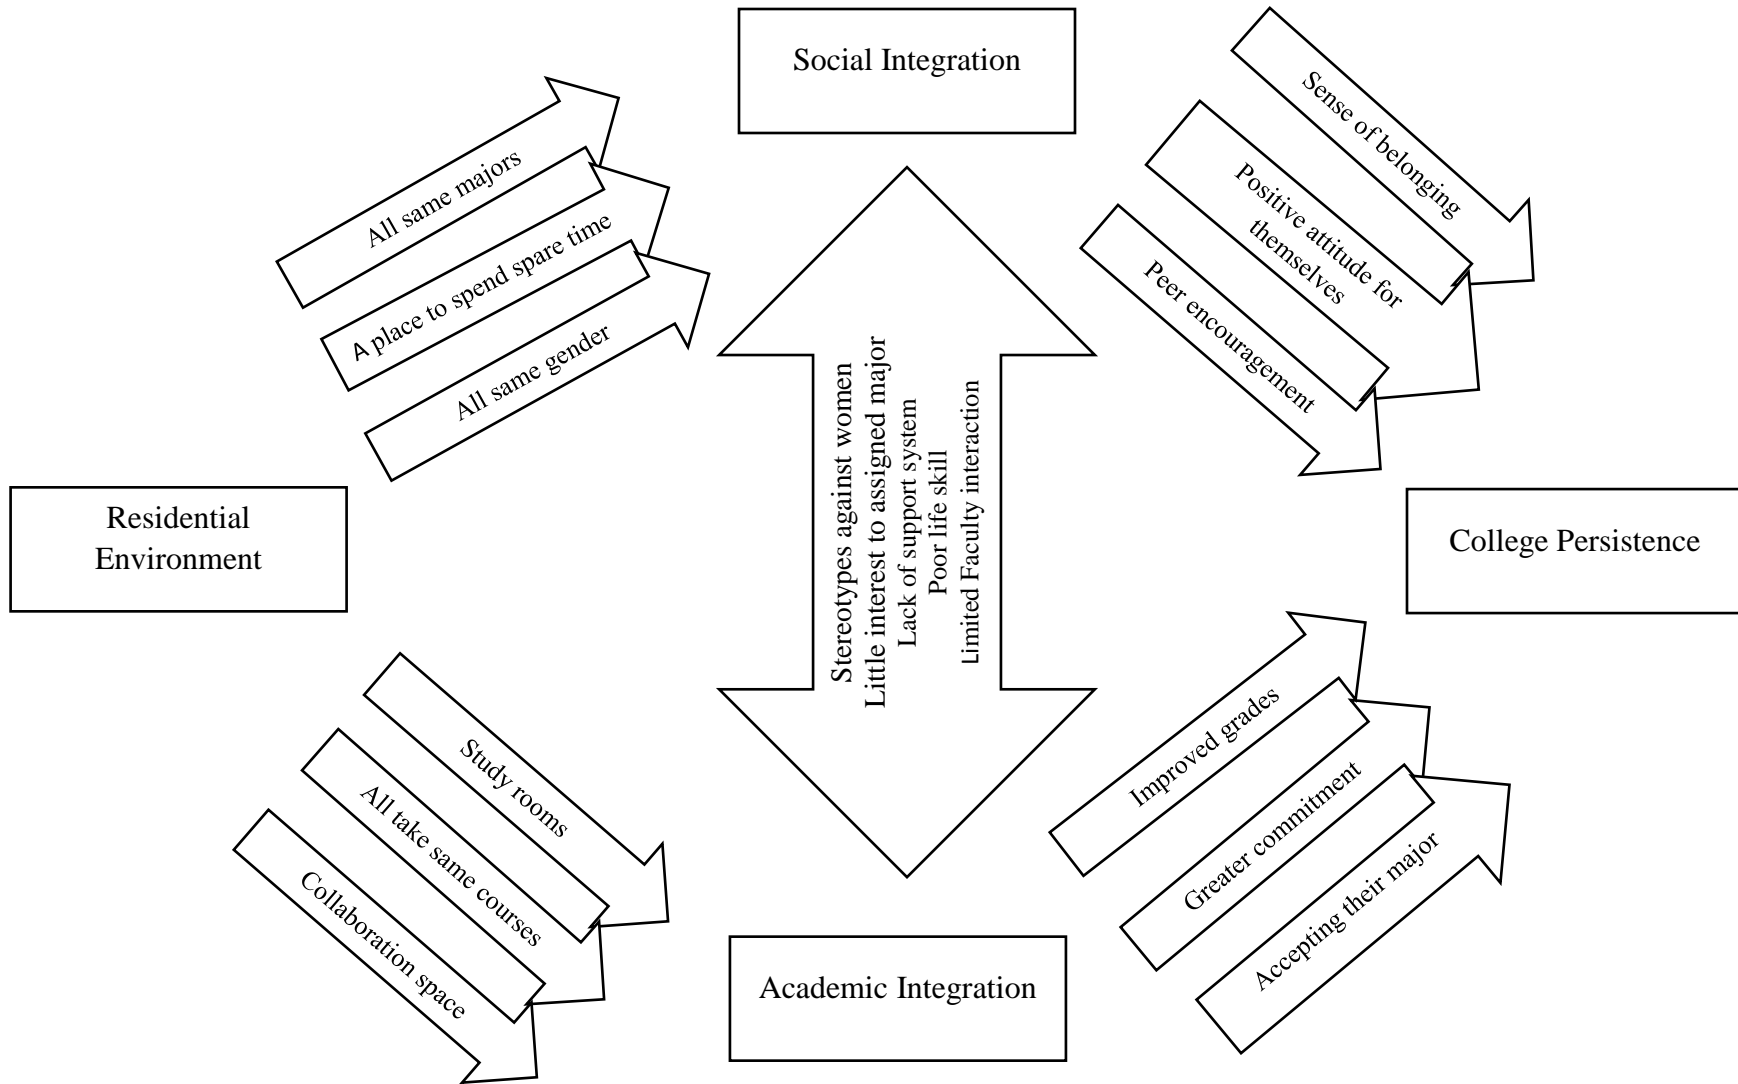 Social Integration
All same majors
A place to spend spare time
All same gender
Sense of belonging
Positive attitude for
themselves
Peer encouragement
Stereotypes against women
Little interest to assigned major
Lack of support system
Poor life skill
Limited Faculty interaction
Residential
Environment
College Persistence
Study rooms
All take same courses
Collaboration space
Improved grades
Greater commitment
Accepting their major
Academic Integration